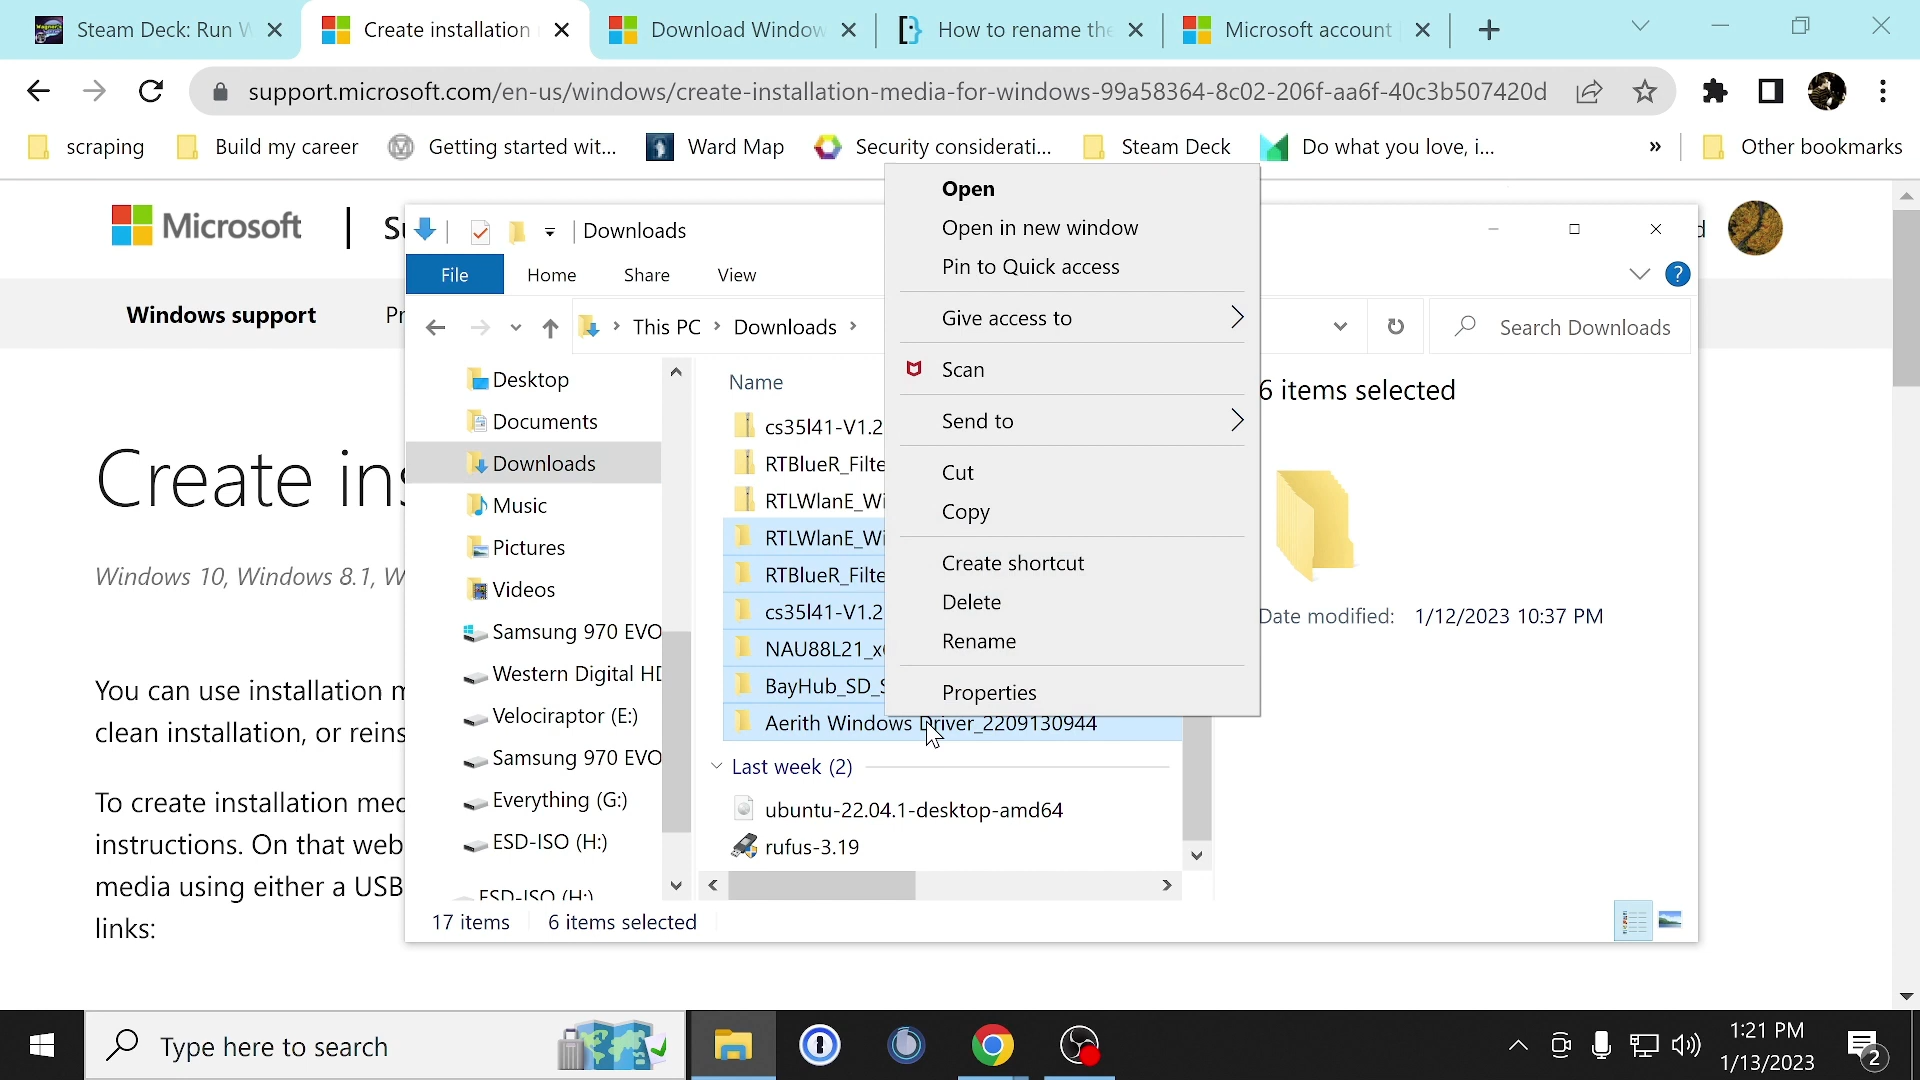 Steam Deck: Run W
Create installation
Download Window
How to rename the
Microsoft account
support.microsoft.com/en-us/windows/create-installation-media-for-windows-99a58364-8c02-206f-aa6f-40c3b507420d
scraping
Build my career
Getting started wit...
Ward Map
Security considerati...
Steam Deck
Do what you love, i...
»
Other bookmarks
Microsoft
Su
d
Downloads
File
Home
Share
View
Windows support
Pr
This PC
Downloads
Search Downloads
Desktop
Documents
Downloads
Music
Pictures
Videos
Samsung 970 EVO
Western Digital HD
Velociraptor (E:)
Samsung 970 EVO
Everything (G:)
ESD-ISO (H:)
ESD-ISO (H:)
Name
cs35l41-V1.2
RTBlueR_Filte
RTLWlanE_Wi
RTLWlanE_Wi
RTBlueR_Filte
cs35l41-V1.2
NAU88L21_x
BayHub_SD_S
Aerith Windows Driver_2209130944
Last week (2)
ubuntu-22.04.1-desktop-amd64
rufus-3.19
Open
Open in new window
Pin to Quick access
Give access to
Scan
Send to
Cut
Copy
Create shortcut
Delete
Rename
Properties
6 items selected
Date modified: 1/12/2023 10:37 PM
17 items
6 items selected
Create ins
Windows 10, Windows 8.1, W
You can use installation m
clean installation, or reins
To create installation med
instructions. On that web
media using either a USB
links:
Type here to search
1:21 PM
1/13/2023
2